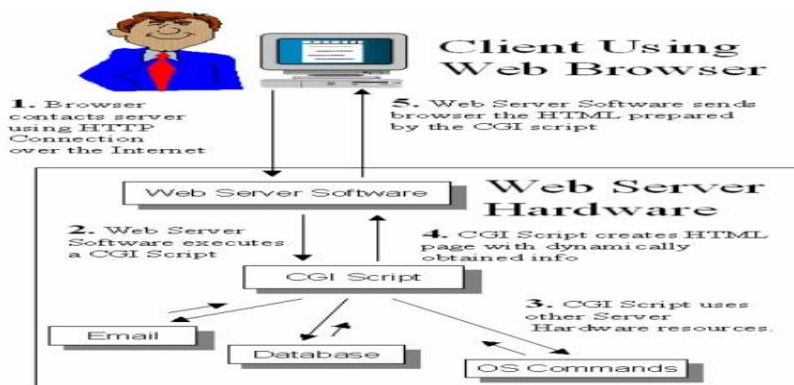 Client Using
Web Browser
1. Browser
contacts server
using HTTP
Connection
over the Internet
5. Web Server Software sends
browser the HTML prepared
by the CGI script
Web Server Software
Web Server
Hardware
2. Web Server
Software executes
a CGI Script
4. CGI Script creates HTML
page with dynamically
obtained info
CGI Script
3. CGI Script uses
other Server
Hardware resources.
Email
Database
OS Commands